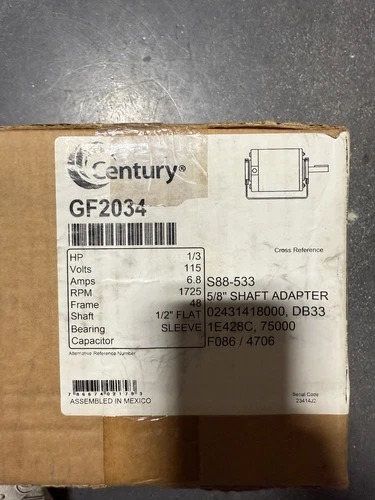 Century®
GF2034
Cross Reference
HP 1/3
Volts 115
Amps 6.8
RPM 1725
Frame 48
Shaft 1/2" FLAT
Bearing SLEEVE
Capacitor
S88-533
5/8" SHAFT ADAPTER
02431418000, DB33
1E428C, 75000
F086 / 4706
Alternative Reference Number
ASSEMBLED IN MEXICO
Serial Code
23414J2